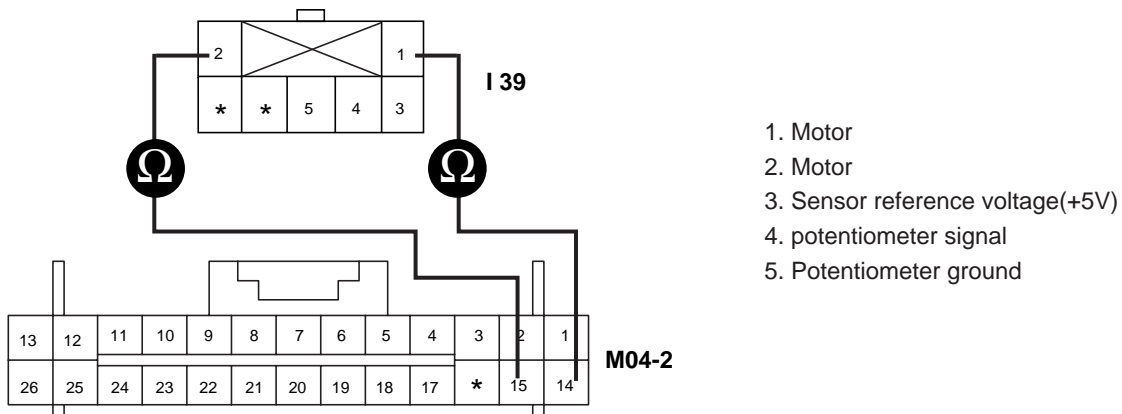 2 1
I 39
* * 5 4 3
Ω Ω
1. Motor
2. Motor
3. Sensor reference voltage(+5V)
4. potentiometer signal
5. Potentiometer ground
13 12 11 10 9 8 7 6 5 4 3 2 1
M04-2
26 25 24 23 22 21 20 19 18 17 * 15 14